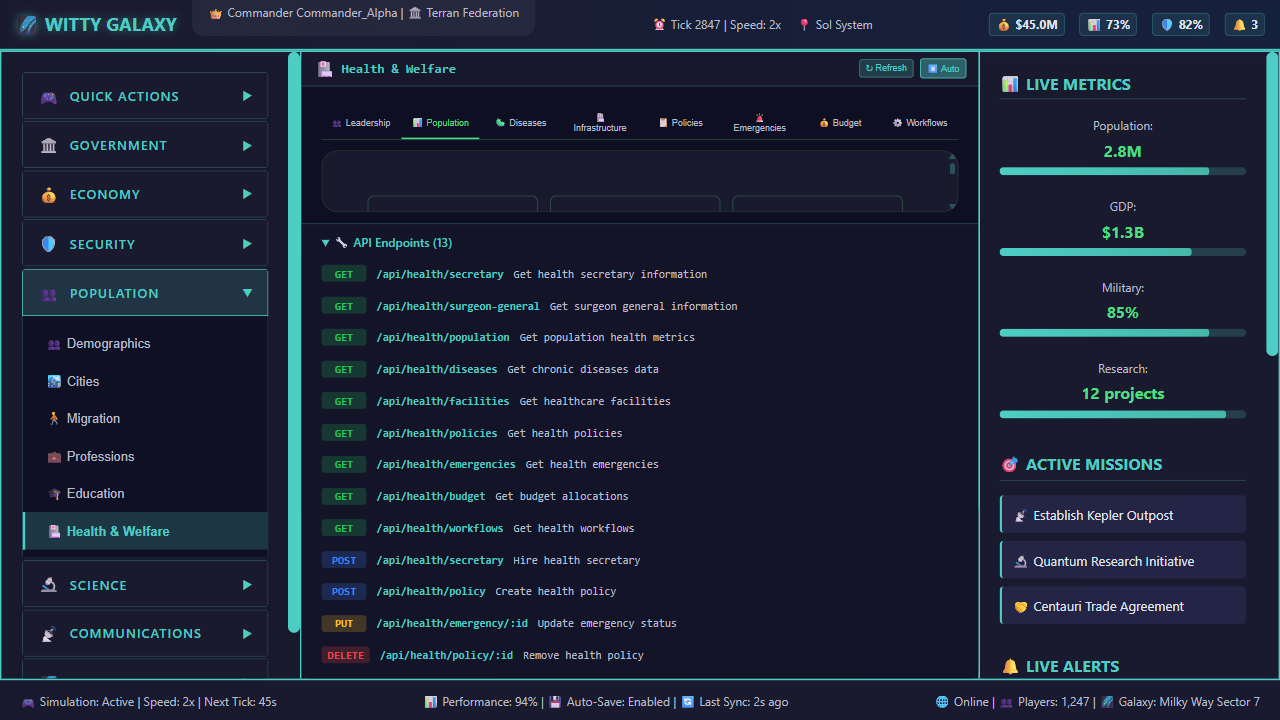 WITTY GALAXY
Commander Commander_Alpha | Terran Federation
Tick 2847 | Speed: 2x
Sol System
$45.0M
73%
82%
3
QUICK ACTIONS ▶
GOVERNMENT ▶
ECONOMY ▶
SECURITY ▶
POPULATION ▼
Demographics
Cities
Migration
Professions
Education
Health & Welfare
SCIENCE ▶
COMMUNICATIONS ▶
Health & Welfare
↻ Refresh
Auto
Leadership
Population
Diseases
Infrastructure
Policies
Emergencies
Budget
Workflows
▼ API Endpoints (13)
GET /api/health/secretary Get health secretary information
GET /api/health/surgeon-general Get surgeon general information
GET /api/health/population Get population health metrics
GET /api/health/diseases Get chronic diseases data
GET /api/health/facilities Get healthcare facilities
GET /api/health/policies Get health policies
GET /api/health/emergencies Get health emergencies
GET /api/health/budget Get budget allocations
GET /api/health/workflows Get health workflows
POST /api/health/secretary Hire health secretary
POST /api/health/policy Create health policy
PUT /api/health/emergency/:id Update emergency status
DELETE /api/health/policy/:id Remove health policy
LIVE METRICS
Population:
2.8M
GDP:
$1.3B
Military:
85%
Research:
12 projects
ACTIVE MISSIONS
Establish Kepler Outpost
Quantum Research Initiative
Centauri Trade Agreement
LIVE ALERTS
Simulation: Active | Speed: 2x | Next Tick: 45s
Performance: 94% | Auto-Save: Enabled | Last Sync: 2s ago
Online | Players: 1,247 | Galaxy: Milky Way Sector 7